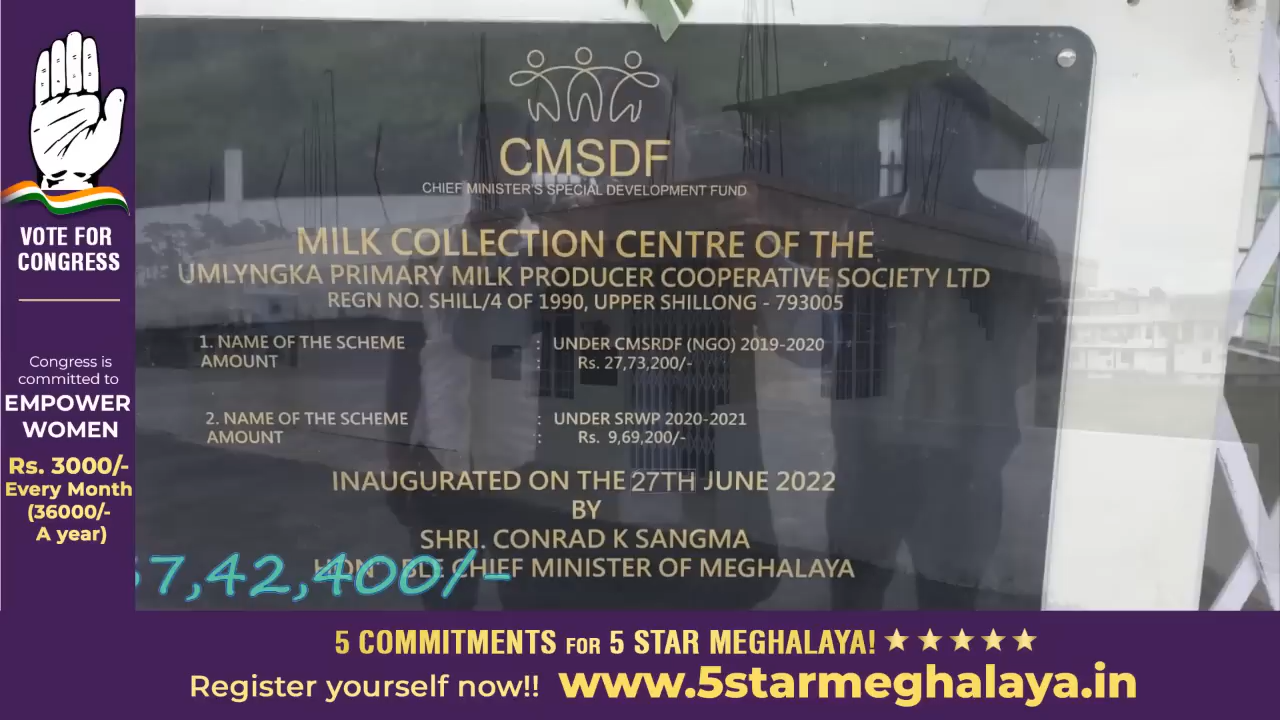 VOTE FOR
CONGRESS
Congress is
committed to
EMPOWER
WOMEN
Rs. 3000/-
Every Month
(36000/-
A year)
CMSDF
CHIEF MINISTER'S SPECIAL DEVELOPMENT FUND
MILK COLLECTION CENTRE OF THE
UMLYNGKA PRIMARY MILK PRODUCER COOPERATIVE SOCIETY LTD
REGN NO. SHILL/4 OF 1990, UPPER SHILLONG - 793005
1. NAME OF THE SCHEME : UNDER CMSRDF (NGO) 2019-2020
AMOUNT : Rs. 27,73,200/-
2. NAME OF THE SCHEME : UNDER SRWP 2020-2021
AMOUNT : Rs. 9,69,200/-
INAUGURATED ON THE 27TH JUNE 2022
BY
SHRI. CONRAD K SANGMA
HON'BLE CHIEF MINISTER OF MEGHALAYA
37,42,400/-
5 COMMITMENTS FOR 5 STAR MEGHALAYA!
Register yourself now!! www.5starmeghalaya.in